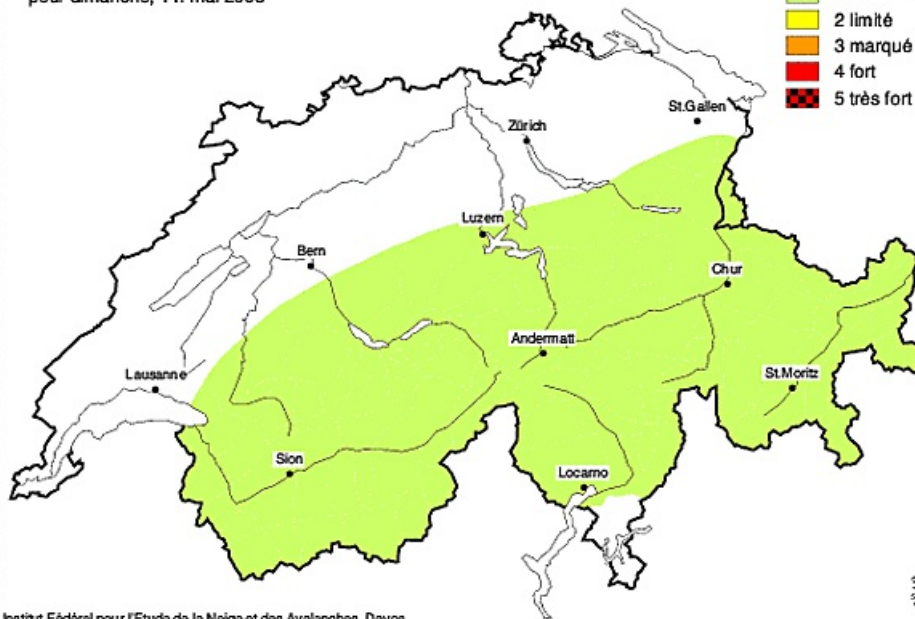 2 limité
3 marqué
4 fort
5 très fort
St.Gallen
Zürich
Luzern
Bern
Chur
Andermatt
Lausanne
St.Moritz
Sion
Locarno